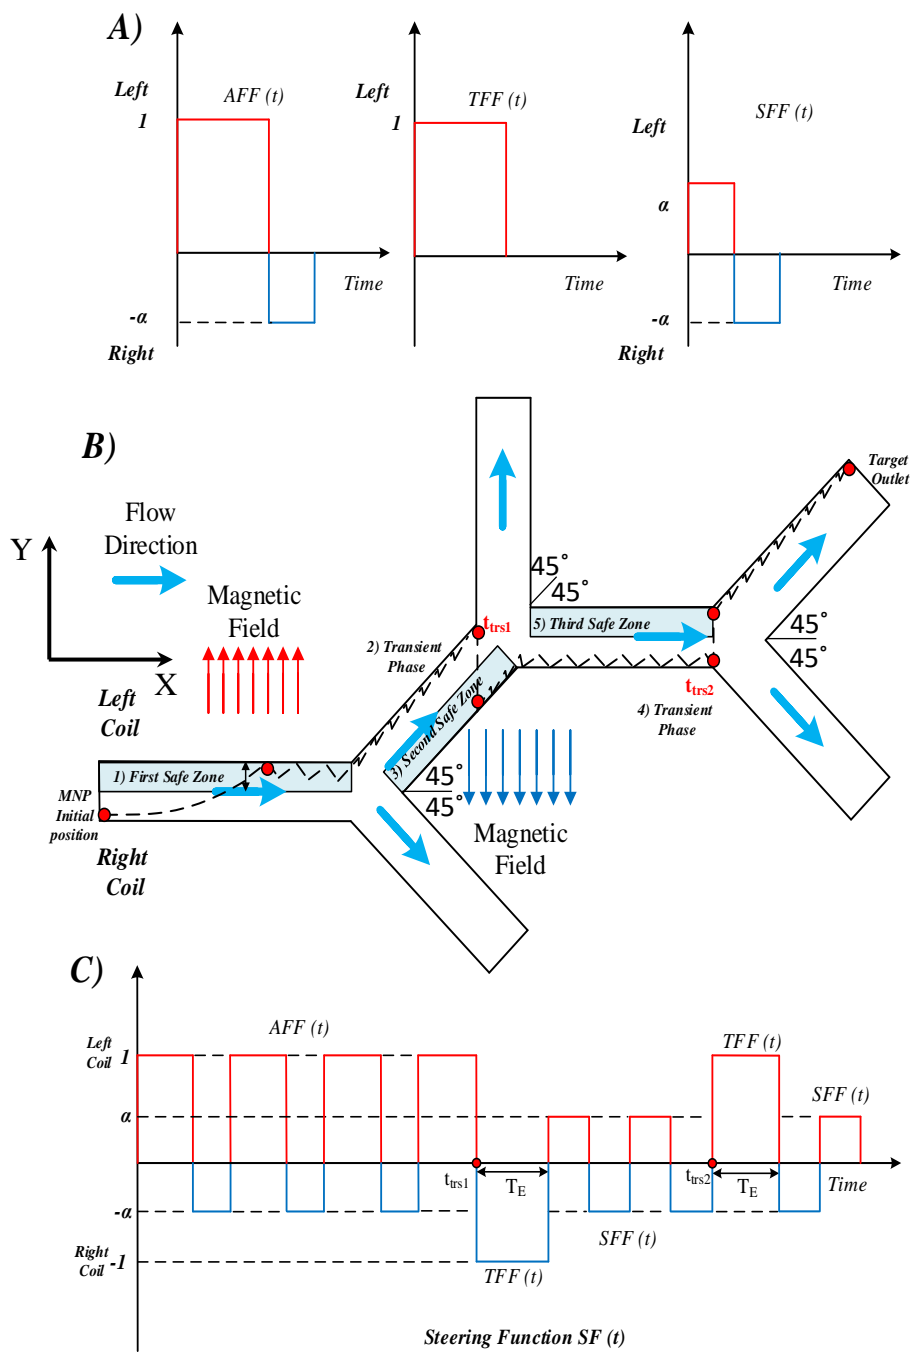 A)
Left
1
AFF (t)
Time
-α
Right
Left
1
TFF (t)
Time
Left
SFF (t)
α
Time
-α
Right
B)
Flow
Direction
Y
X
Magnetic
Field
Left
Coil
MNP
Initial
position
Right
Coil
1) First Safe Zone
2) Transient
Phase
t_trs1
3) Second Safe Zone
45°
45°
Magnetic
Field
45°
45°
5) Third Safe Zone
t_trs2
4) Transient
Phase
45°
45°
Target
Outlet
C)
Left
Coil
1
AFF (t)
TFF (t)
α
SFF (t)
t_trs1
T_E
t_trs2
T_E
Time
-α
SFF (t)
Right
Coil
-1
TFF (t)
Steering Function SF (t)